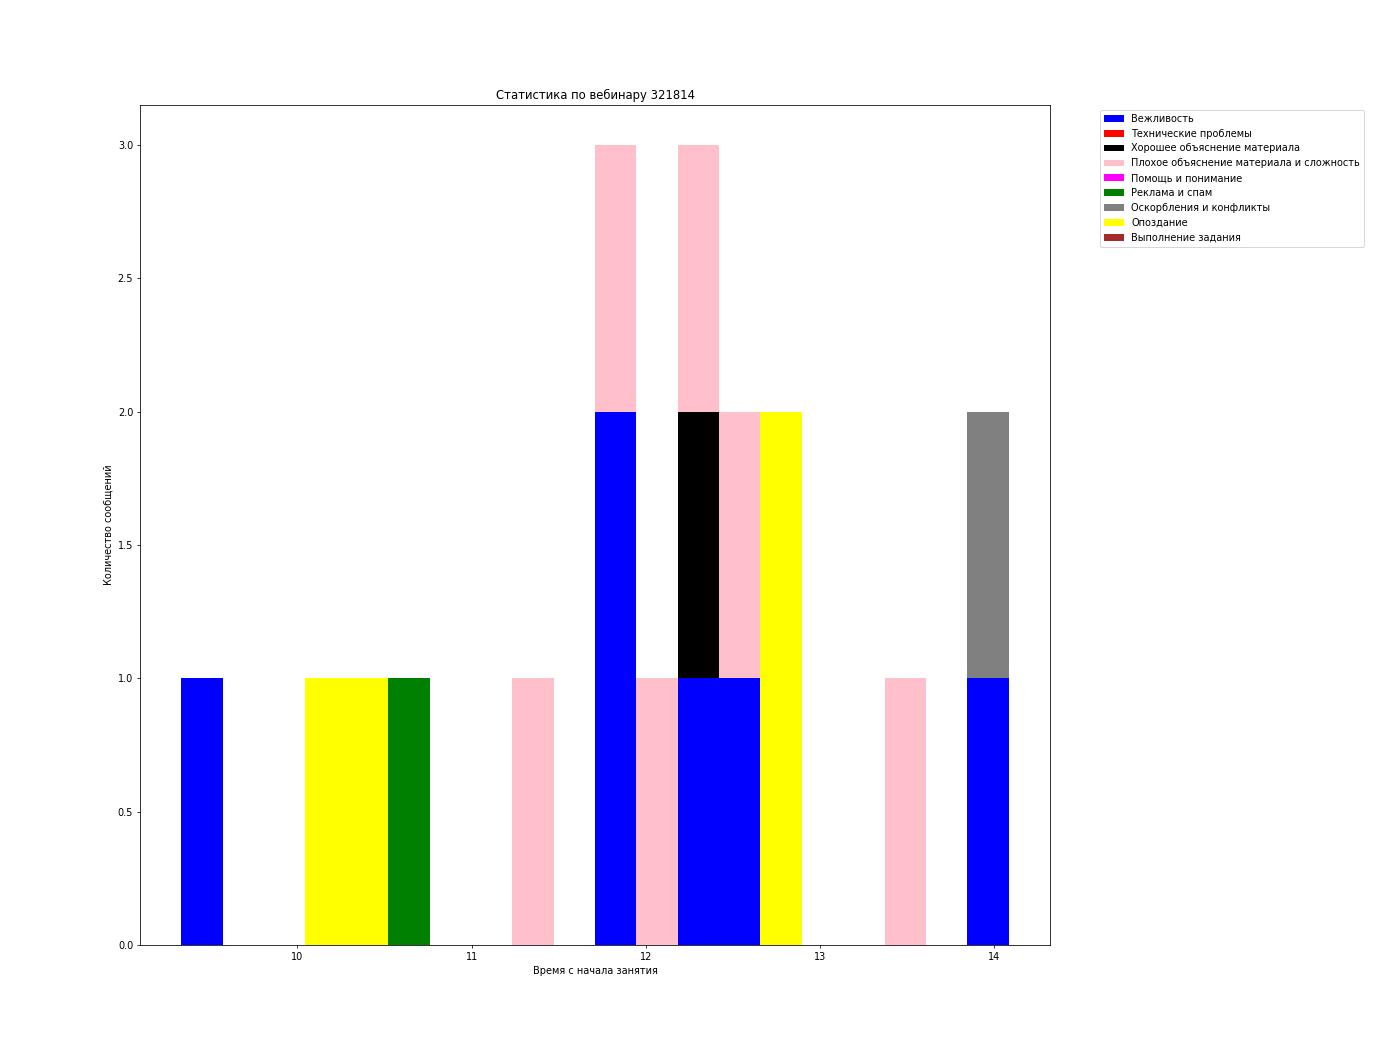 Статистика по вебинару 321814
Вежливость
Технические проблемы
Хорошее объяснение материала
Плохое объяснение материала и сложность
Помощь и понимание
Реклама и спам
Оскорбления и конфликты
Опоздание
Выполнение задания
Количество сообщений
3.0
2.5
2.0
1.5
1.0
0.5
0.0
10 11 12 13 14
Время с начала занятия